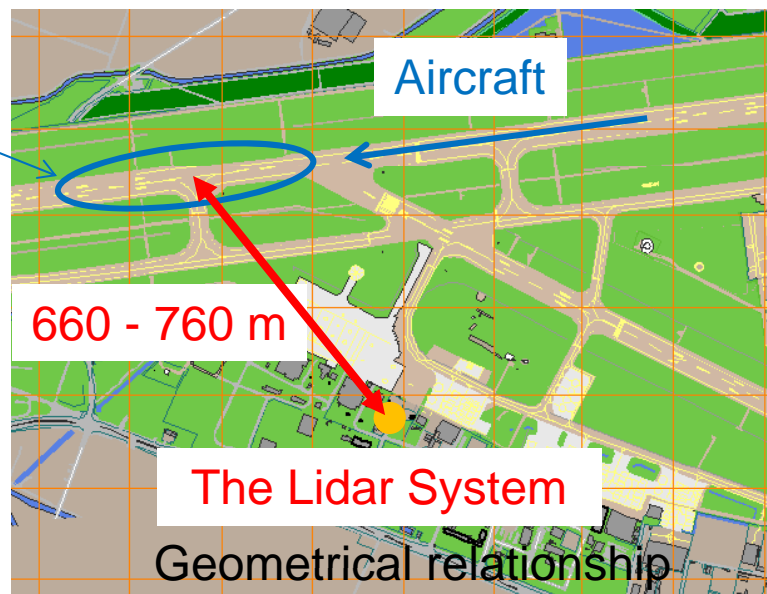 Aircraft
660 - 760 m
The Lidar System
Geometrical relationship